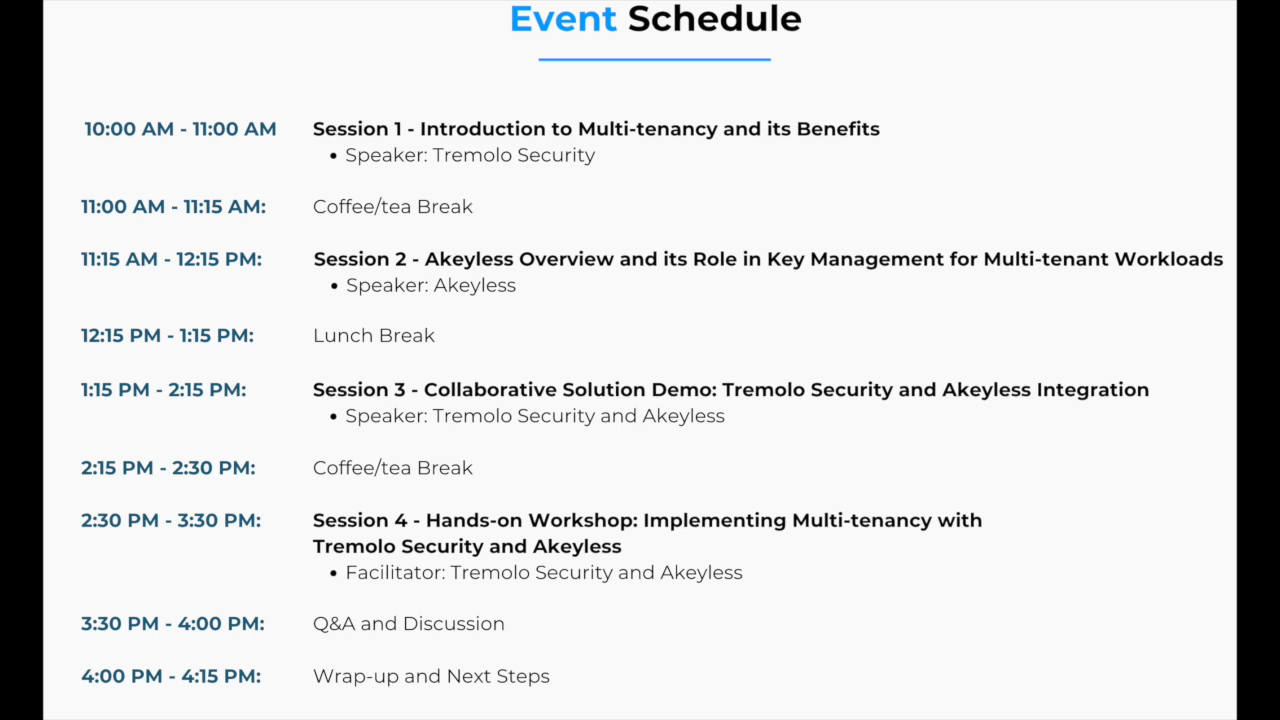 Event Schedule
10:00 AM - 11:00 AM Session 1 - Introduction to Multi-tenancy and its Benefits
• Speaker: Tremolo Security
11:00 AM - 11:15 AM: Coffee/tea Break
11:15 AM - 12:15 PM: Session 2 - Akeyless Overview and its Role in Key Management for Multi-tenant Workloads
• Speaker: Akeyless
12:15 PM - 1:15 PM: Lunch Break
1:15 PM - 2:15 PM: Session 3 - Collaborative Solution Demo: Tremolo Security and Akeyless Integration
• Speaker: Tremolo Security and Akeyless
2:15 PM - 2:30 PM: Coffee/tea Break
2:30 PM - 3:30 PM: Session 4 - Hands-on Workshop: Implementing Multi-tenancy with
Tremolo Security and Akeyless
• Facilitator: Tremolo Security and Akeyless
3:30 PM - 4:00 PM: Q&A and Discussion
4:00 PM - 4:15 PM: Wrap-up and Next Steps